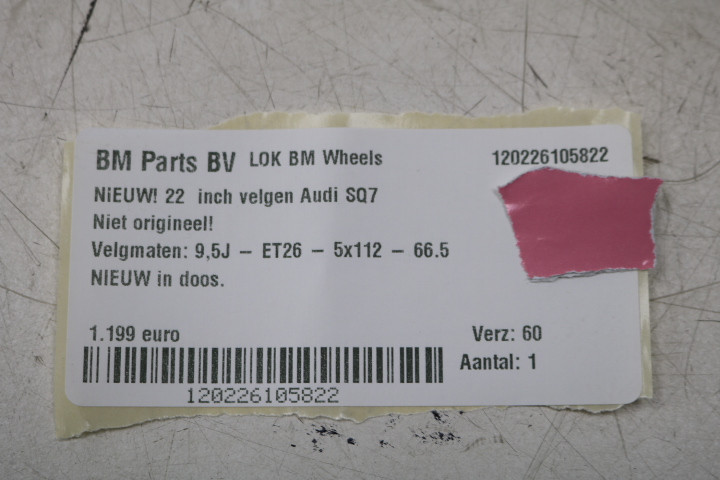 BM Parts BV LOK BM Wheels 120226105822
NiEUW! 22 inch velgen Audi SQ7
Niet origineel!
Velgmaten: 9,5J – ET26 – 5x112 – 66.5
NIEUW in doos.
1.199 euro Verz: 60
Aantal: 1
120226105822